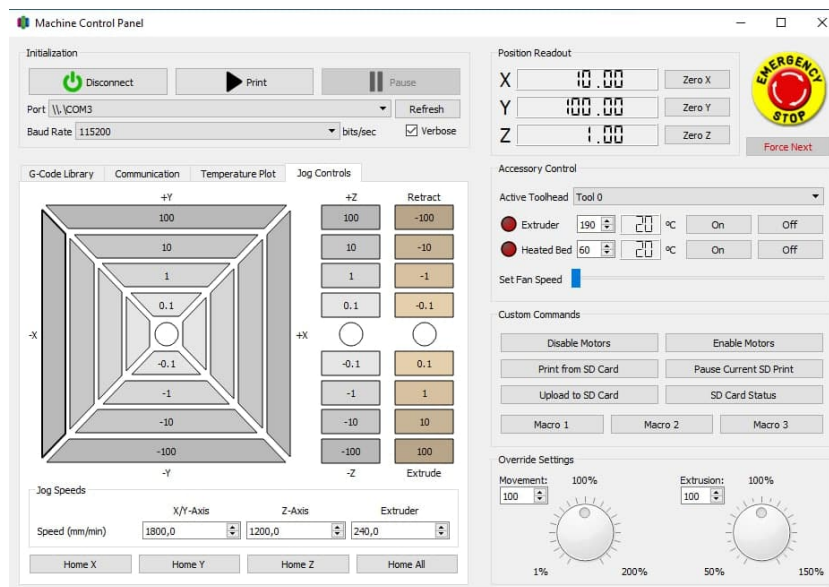 Machine Control Panel
Initialization
Disconnect Print Pause
Port \\.\COM3 Refresh
Baud Rate 115200 bits/sec Verbose
G-Code Library Communication Temperature Plot Jog Controls
+Y +Z Retract
100 100 -100
10 10 -10
1 1 -1
0.1 0.1 -0.1
-X +X
-0.1 -0.1 0.1
-1 -1 1
-10 -10 10
-100 -100 100
-Y -Z Extrude
Jog Speeds
X/Y-Axis Z-Axis Extruder
Speed (mm/min) 1800,0 1200,0 240,0
Home X Home Y Home Z Home All
Position Readout
X 10.00 Zero X
Y 100.00 Zero Y
Z 1.00 Zero Z
EMERGENCY
STOP
Force Next
Accessory Control
Active Toolhead Tool 0
Extruder 190 20 ºC On Off
Heated Bed 60 20 ºC On Off
Set Fan Speed
Custom Commands
Disable Motors Enable Motors
Print from SD Card Pause Current SD Print
Upload to SD Card SD Card Status
Macro 1 Macro 2 Macro 3
Override Settings
Movement: 100% Extrusion: 100%
100 100
1% 200% 50% 150%